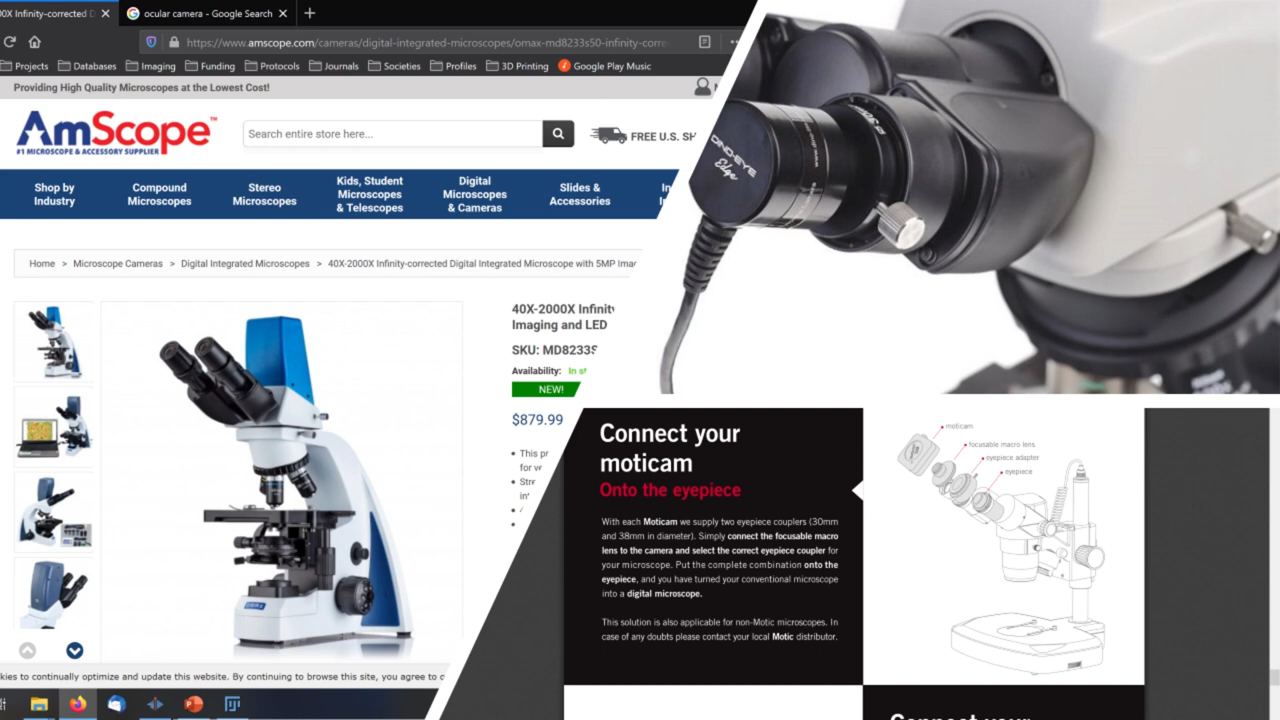 00X Infinity-corrected D
ocular camera - Google Search
https://www.amscope.com/cameras/digital-integrated-microscopes/omax-md8233s50-infinity-corre
Projects
Databases
Imaging
Funding
Protocols
Journals
Societies
Profiles
3D Printing
Google Play Music
Providing High Quality Microscopes at the Lowest Cost!
AmScope™
#1 MICROSCOPE & ACCESSORY SUPPLIER
Search entire store here...
FREE U.S. SH
Shop by
Industry
Compound
Microscopes
Stereo
Microscopes
Kids, Student
Microscopes
& Telescopes
Digital
Microscopes
& Cameras
Slides &
Accessories
Home > Microscope Cameras > Digital Integrated Microscopes > 40X-2000X Infinity-corrected Digital Integrated Microscope with 5MP Imag
40X-2000X Infinit
Imaging and LED
SKU: MD8233S
Availability: In st
NEW!
$879.99
This pr
for
Stre
OMAX
kies to continually optimize and update this website. By continuing to browse this site, you agree to c
DINO-EYE
Edge
Connect your
moticam
Onto the eyepiece
With each Moticam we supply two eyepiece couplers (30mm
and 38mm in diameter). Simply connect the focusable macro
lens to the camera and select the correct eyepiece coupler for
your microscope. Put the complete combination onto the
eyepiece, and you have turned your conventional microscope
into a digital microscope.
This solution is also applicable for non-Motic microscopes. In
case of any doubts please contact your local Motic distributor.
moticam
focusable macro lens
eyepiece adapter
eyepiece
Connect your